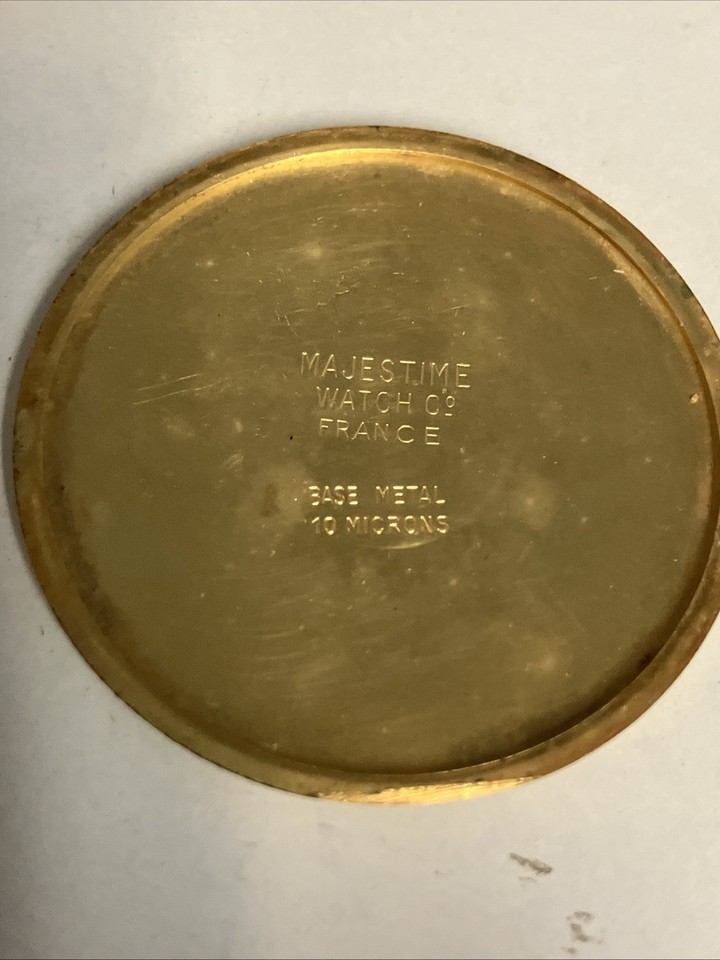 MAJESTIME
WATCH Cº
FRANCE
BASE METAL
10 MICRONS